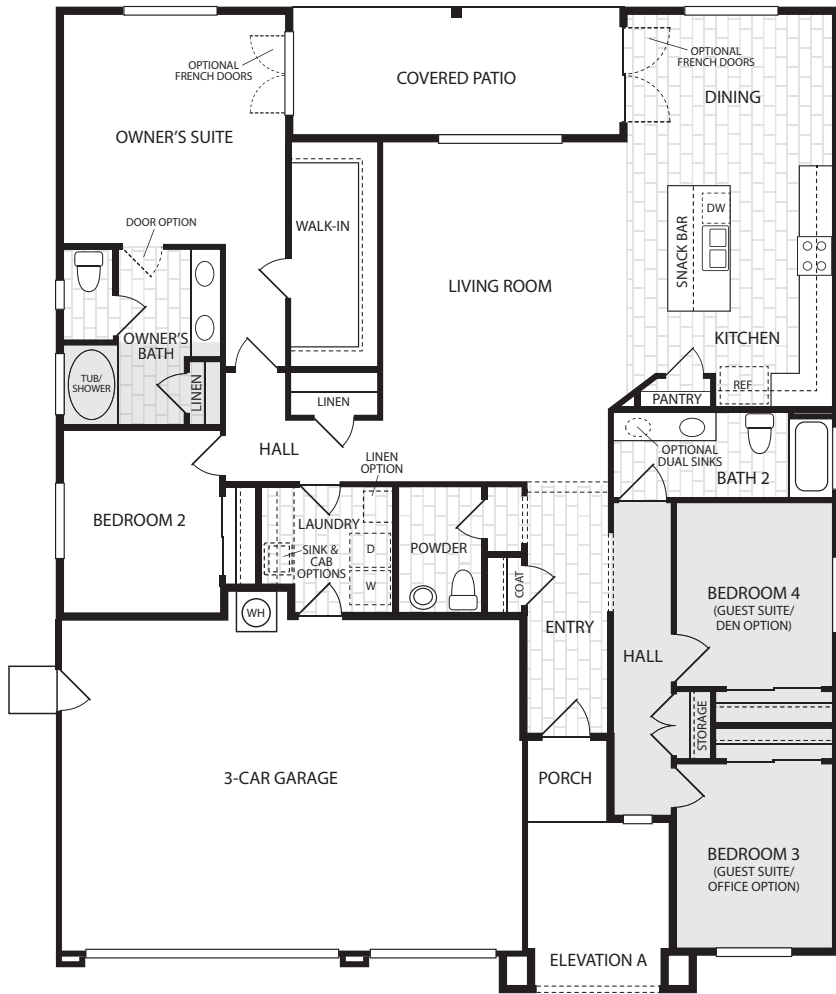 OPTIONAL
FRENCH DOORS
COVERED PATIO
OPTIONAL
FRENCH DOORS
DINING
OWNER'S SUITE
DOOR OPTION
WALK-IN
SNACK BAR
DW
LIVING ROOM
KITCHEN
OWNER'S
BATH
TUB/
SHOWER
LINEN
LINEN
PANTRY
REF
HALL
LINEN
OPTION
OPTIONAL
DUAL SINKS
BATH 2
BEDROOM 2
LAUNDRY
SINK &
CAB
OPTIONS
D
W
POWDER
COAT
WH
ENTRY
HALL
BEDROOM 4
(GUEST SUITE/
DEN OPTION)
STORAGE
3-CAR GARAGE
PORCH
BEDROOM 3
(GUEST SUITE/
OFFICE OPTION)
ELEVATION A